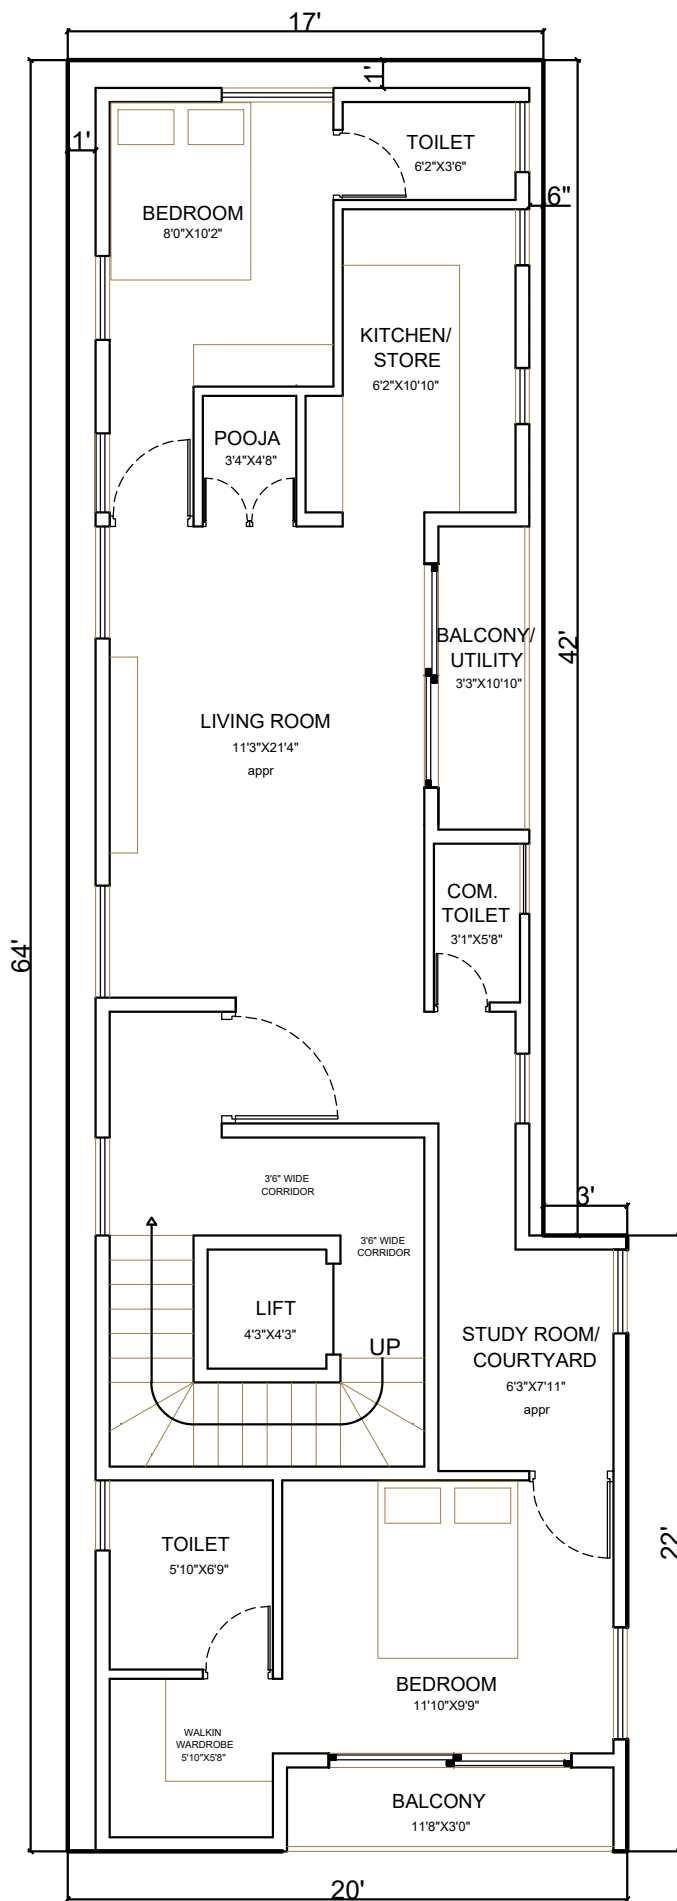 17'
1'
1'
TOILET
6'2"X3'6"
6"
BEDROOM
8'0"X10'2"
KITCHEN/
STORE
6'2"X10'10"
POOJA
3'4"X4'8"
BALCONY/
UTILITY
3'3"X10'10"
42'
LIVING ROOM
11'3"X21'4"
appr
COM.
TOILET
3'1"X5'8"
64'
3'6" WIDE
CORRIDOR
3'
3'6" WIDE
CORRIDOR
LIFT
4'3"X4'3"
UP
STUDY ROOM/
COURTYARD
6'3"X7'11"
appr
TOILET
5'10"X6'9"
22'
BEDROOM
11'10"X9'9"
WALKIN
WARDROBE
5'10"X5'8"
BALCONY
11'8"X3'0"
20'